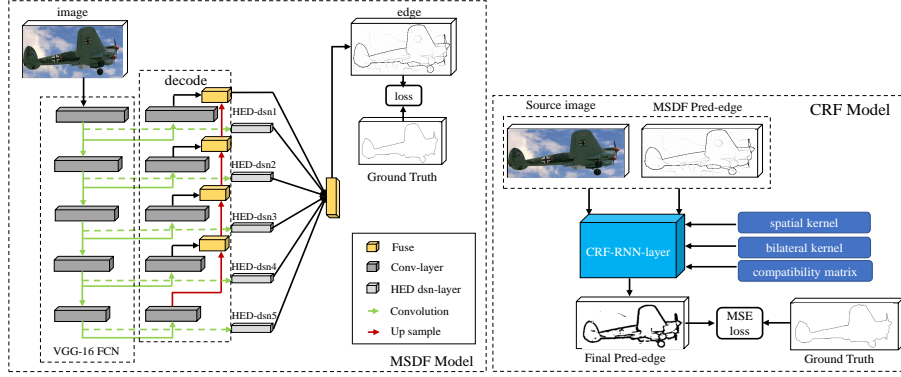 image
decode
HED-dsn1
HED-dsn2
HED-dsn3
HED-dsn4
HED-dsn5
VGG-16 FCN
edge
loss
Ground Truth
Fuse
Conv-layer
HED dsn-layer
Convolution
Up sample
MSDF Model
CRF Model
Source image
MSDF Pred-edge
CRF-RNN-layer
spatial kernel
bilateral kernel
compatibility matrix
MSE
loss
Final Pred-edge
Ground Truth